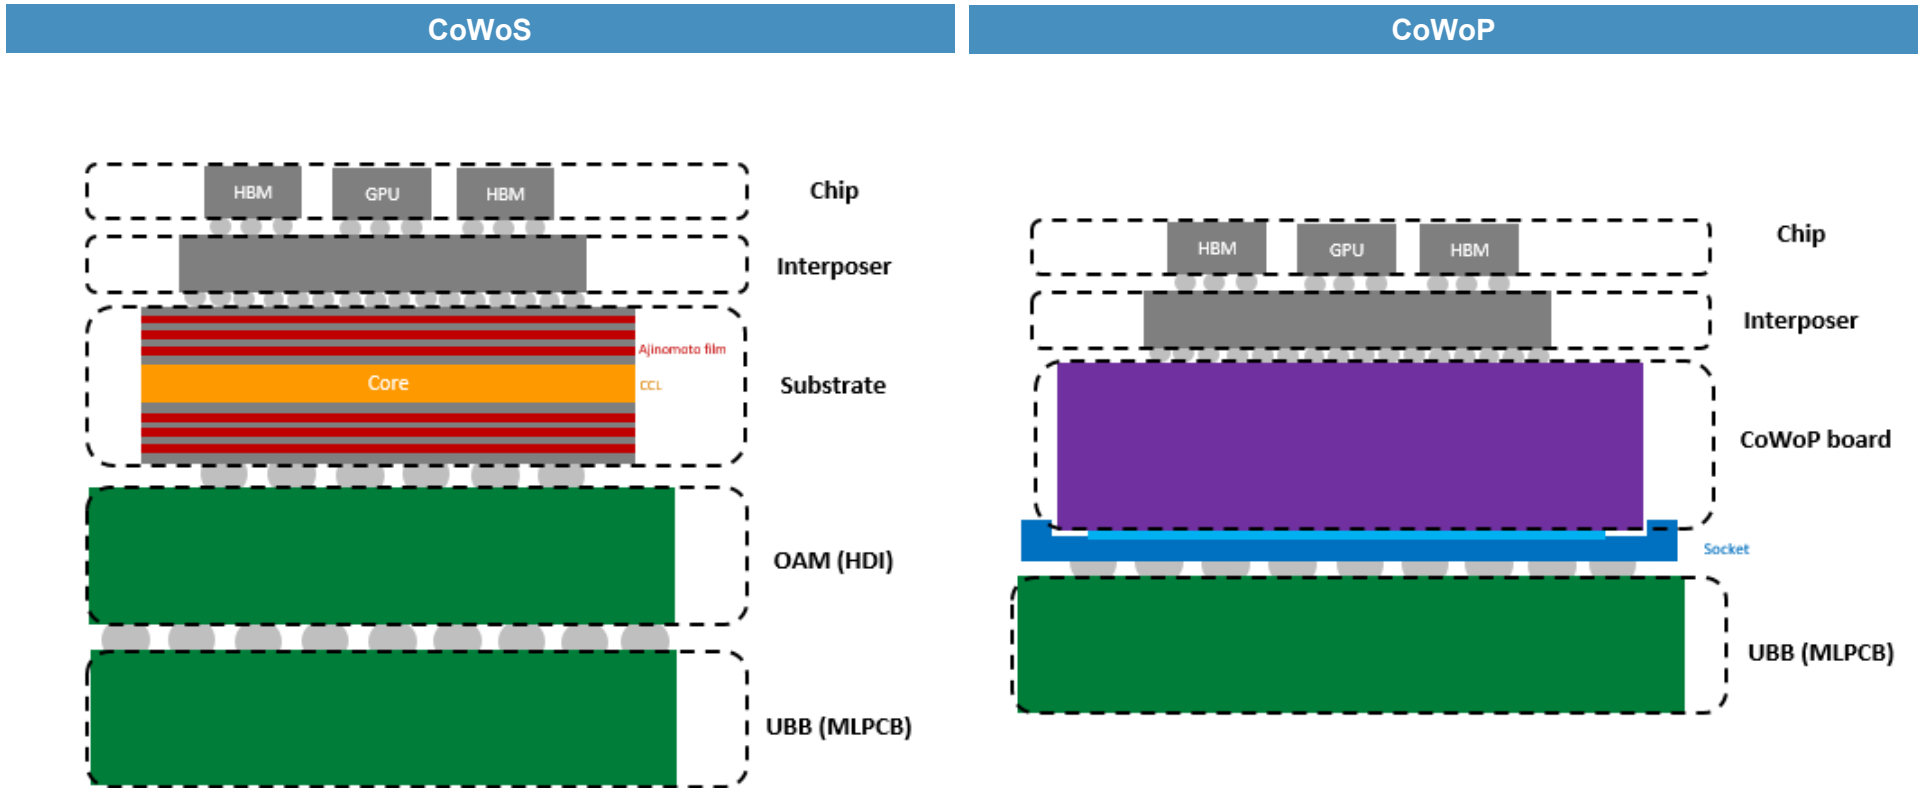 CoWoS
HBM
GPU
HBM
Chip
Interposer
Ajinomoto film
Core
CCL
Substrate
OAM (HDI)
UBB (MLPCB)
CoWoP
HBM
GPU
HBM
Chip
Interposer
CoWoP board
Socket
UBB (MLPCB)